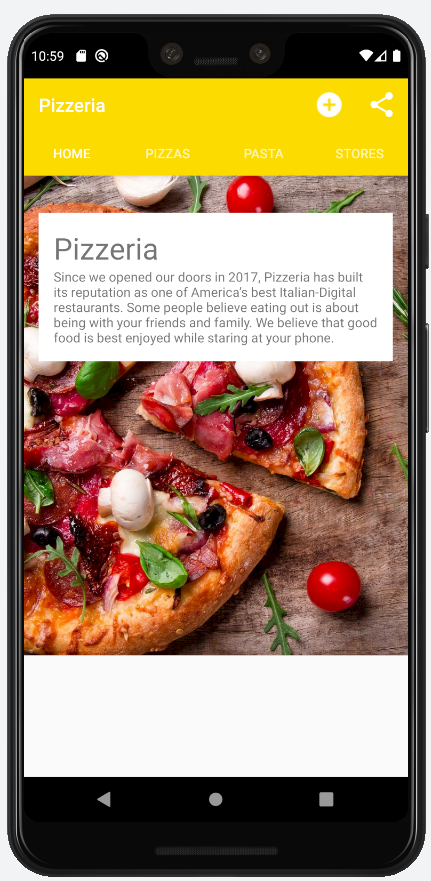 10:59
Pizzeria
HOME PIZZAS PASTA STORES
Pizzeria
Since we opened our doors in 2017, Pizzeria has built
its reputation as one of America's best Italian-Digital
restaurants. Some people believe eating out is about
being with your friends and family. We believe that good
food is best enjoyed while staring at your phone.